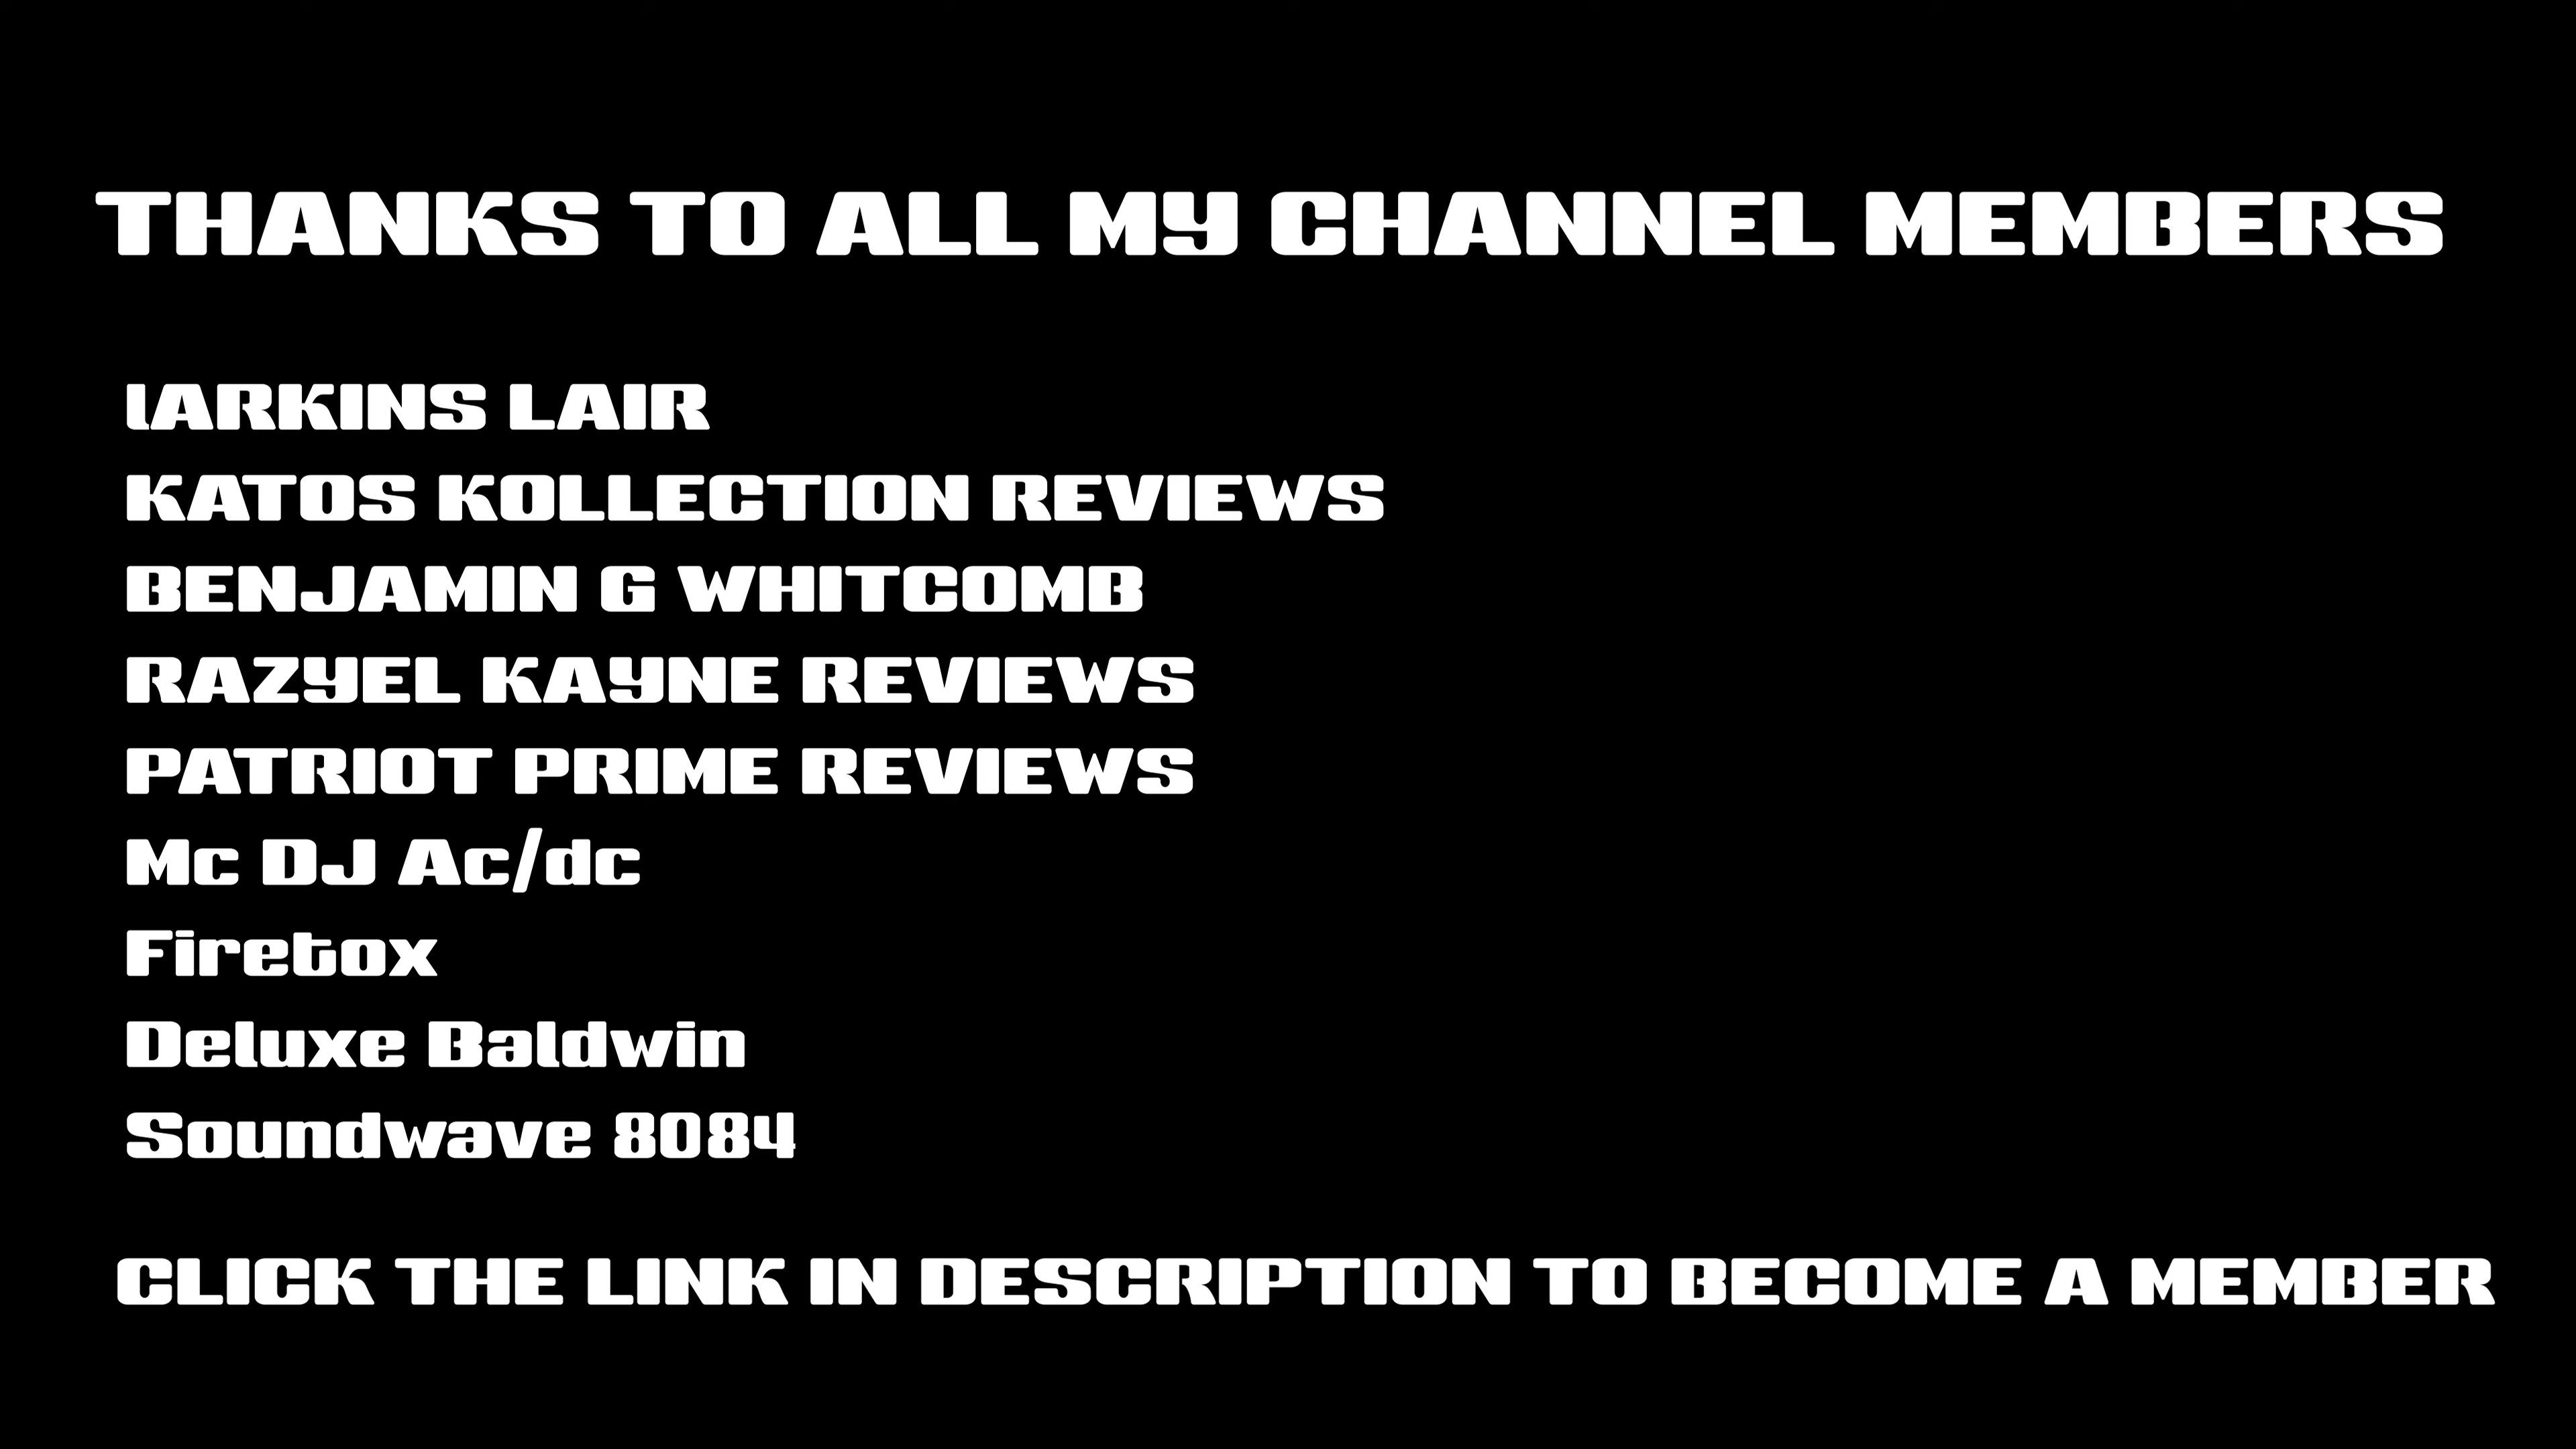 THANKS TO ALL MY CHANNEL MEMBERS
lARKINS LAIR
KATOS KOLLECTION REVIEWS
BENJAMIN G WHITCOMB
RAZYEL KAYNE REVIEWS
PATRIOT PRIME REVIEWS
Mc DJ Ac/dc
Firetox
Deluxe Baldwin
Soundwave 8084
CLICK THE LINK IN DESCRIPTION TO BECOME A MEMBER